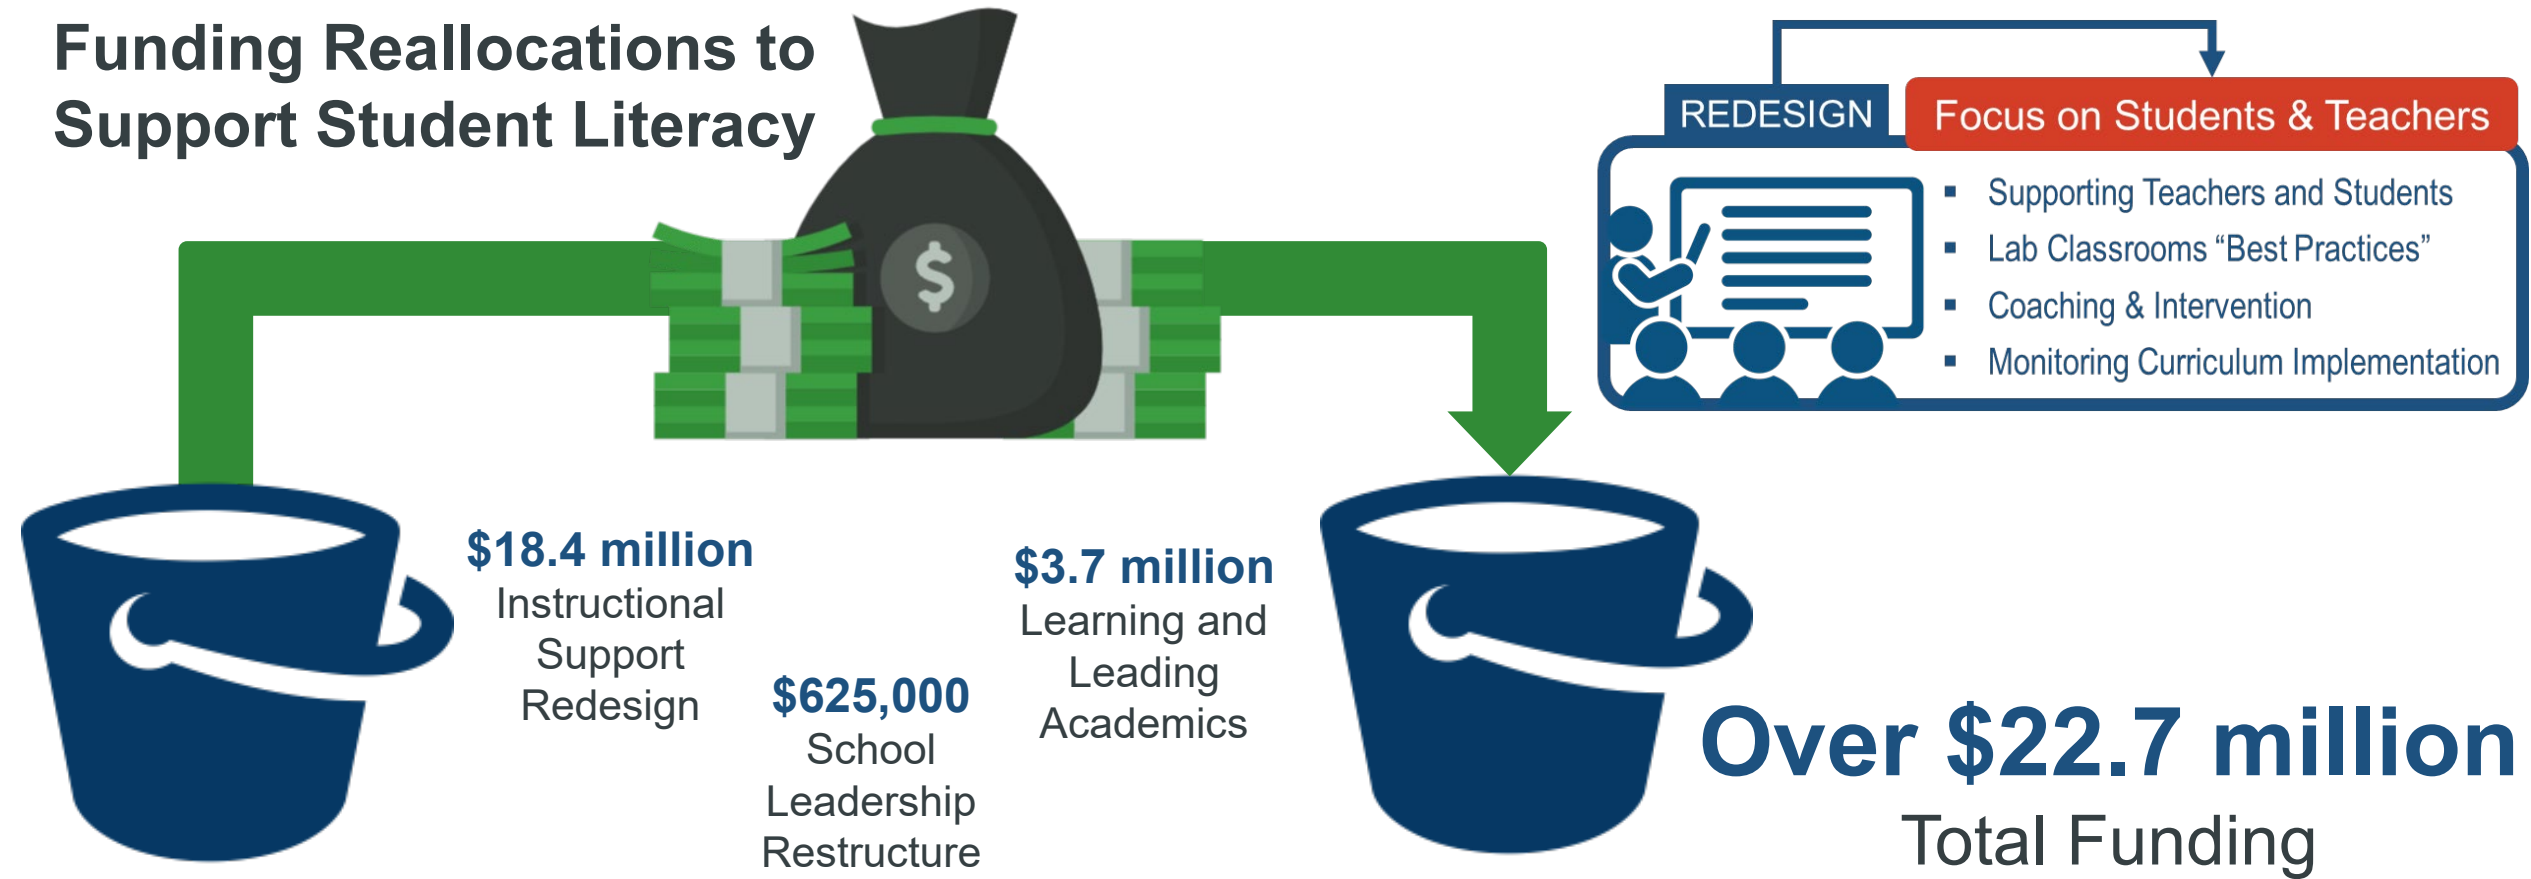 Funding Reallocations to
Support Student Literacy
$
REDESIGN
Focus on Students & Teachers
▪ Supporting Teachers and Students
▪ Lab Classrooms “Best Practices”
▪ Coaching & Intervention
▪ Monitoring Curriculum Implementation
$18.4 million
Instructional
Support
Redesign
$625,000
School
Leadership
Restructure
$3.7 million
Learning and
Leading
Academics
Over $22.7 million
Total Funding